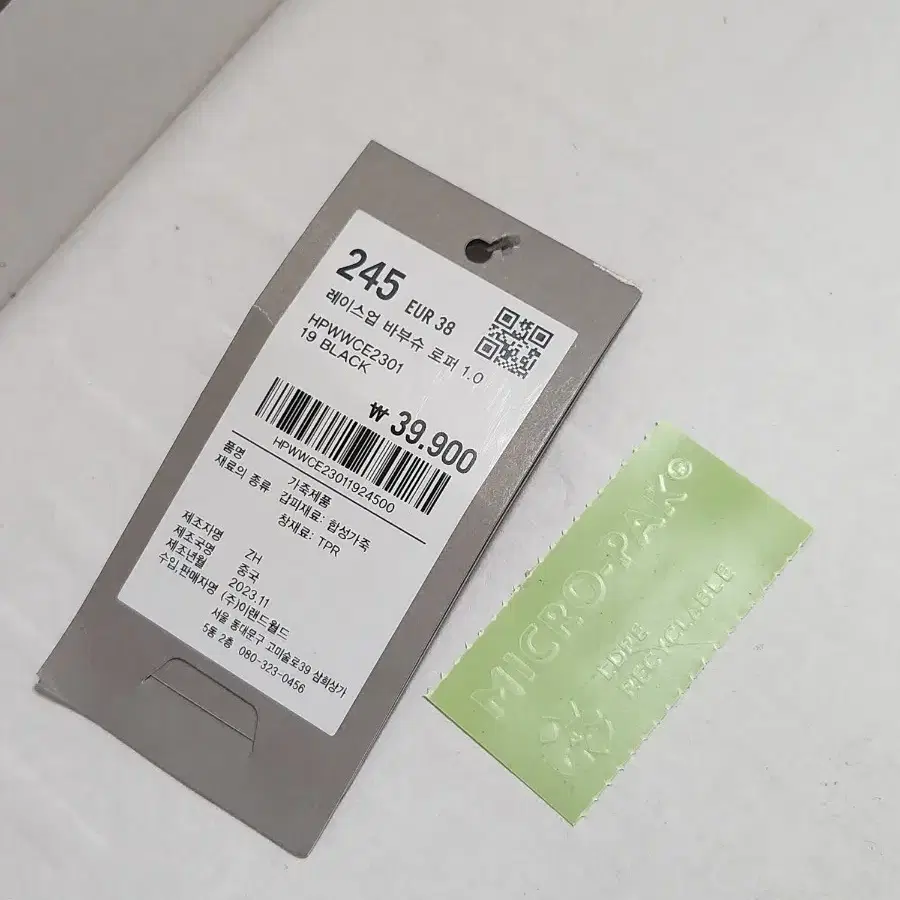 245 EUR 38
레이스업 바부슈 로퍼 1.0
HPWWCE2301
19 BLACK
₩ 39.900
HPWWCE23011924500
품명 가죽제품
재료의 종류 갑피재료: 합성가죽
창재료: TPR
제조자명 ZH
제조국명 중국
제조년월 2023.11
수입,판매자명 (주)이랜드월드
서울 동대문구 고미술로39 삼희상가
5동 2층 080-323-0456
MICRO-PAK®
LDPE
RECYCLABLE
4